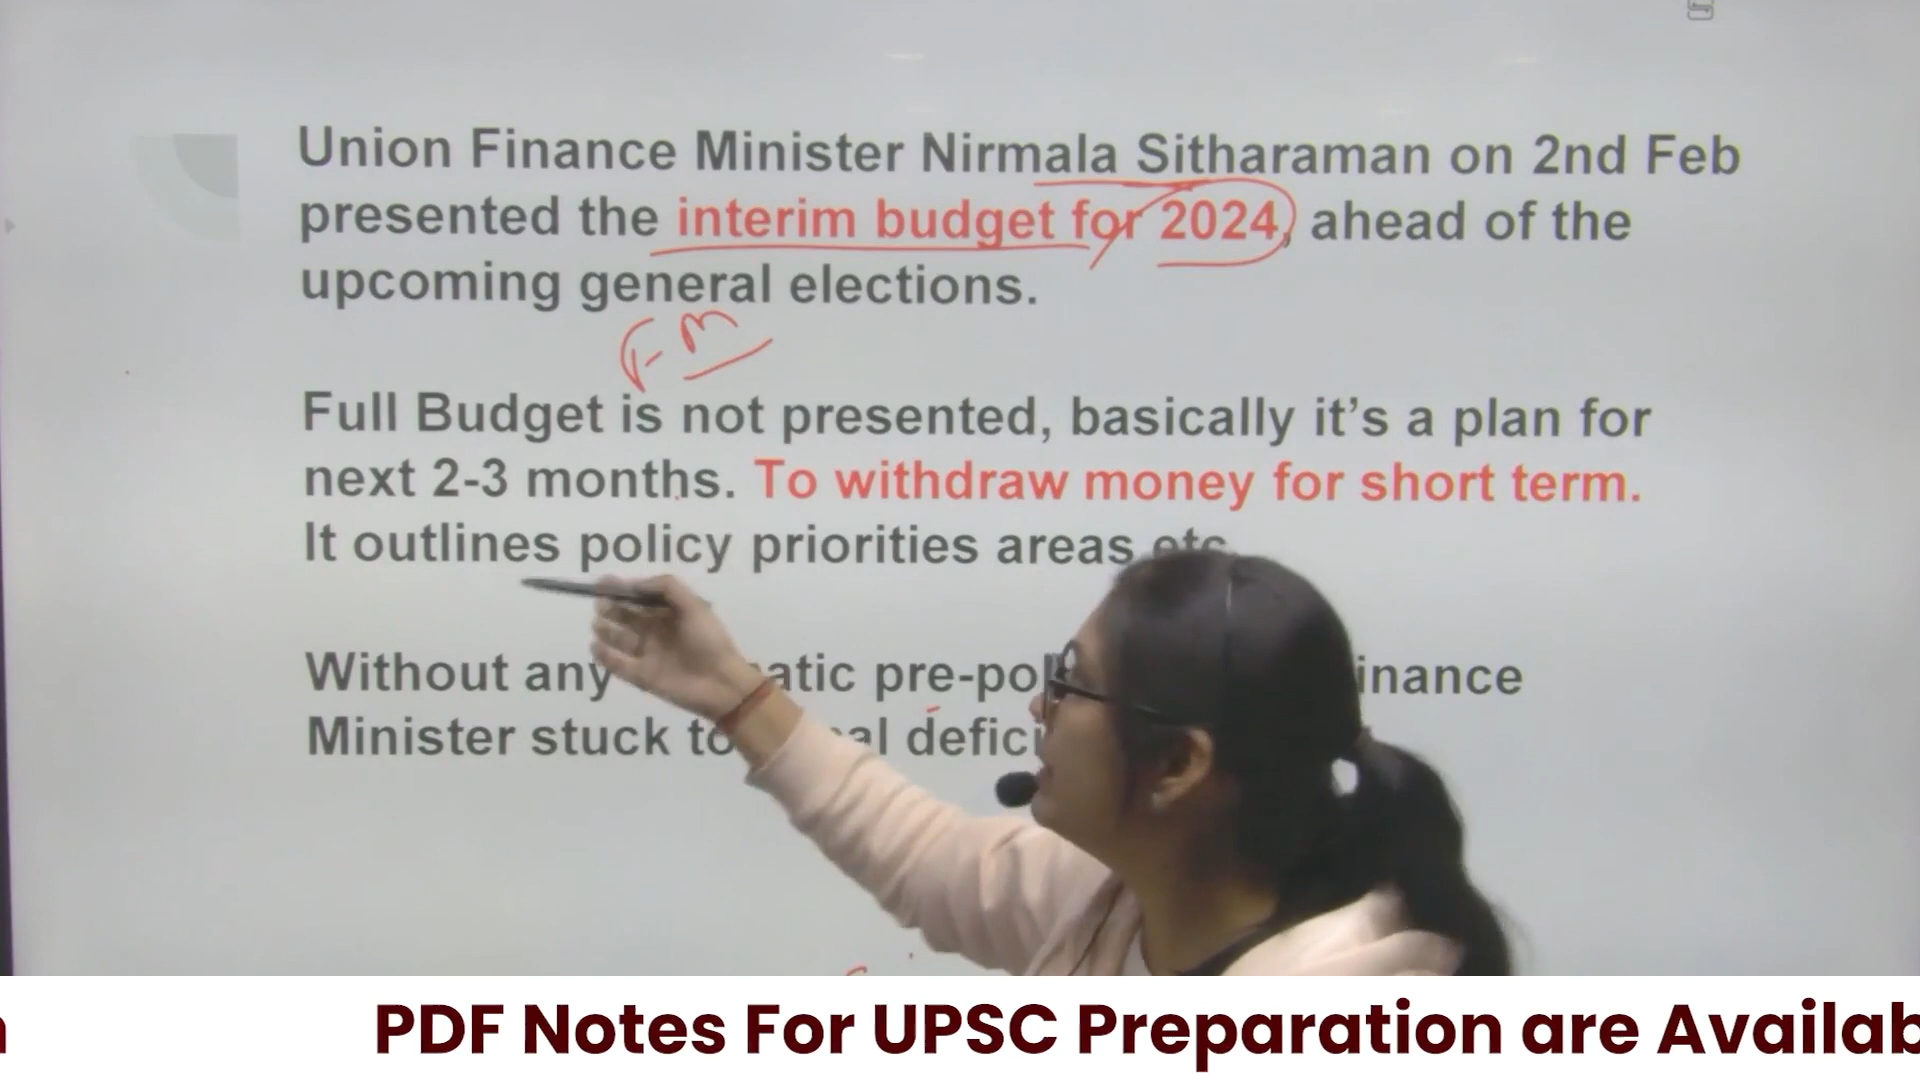 Union Finance Minister Nirmala Sitharaman on 2nd Feb
presented the interim budget for 2024, ahead of the
upcoming general elections.
FM
Full Budget is not presented, basically it’s a plan for
next 2-3 months. To withdraw money for short term.
It outlines policy priorities areas etc
Without any
Minister stuck to
PDF Notes For UPSC Preparation are